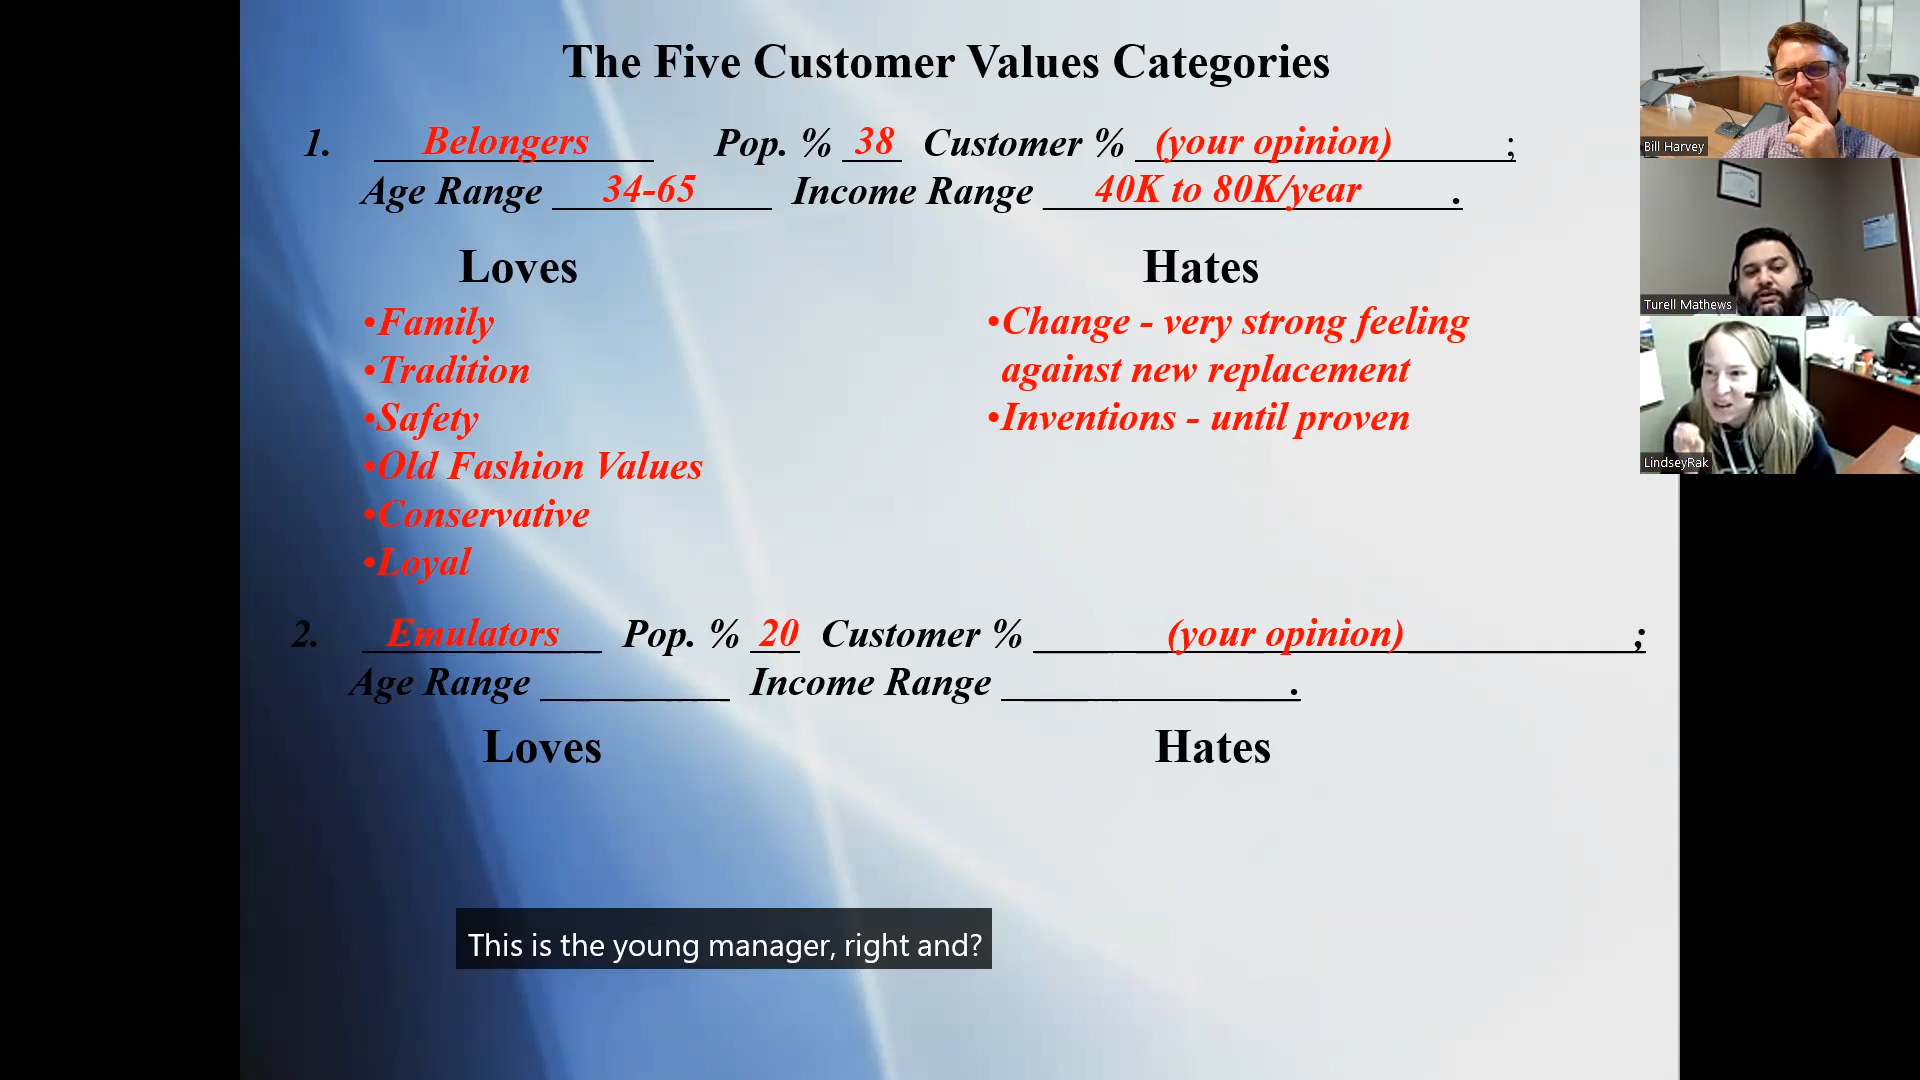 The Five Customer Values Categories
1. Belongers Pop. % 38 Customer % (your opinion) ;
Age Range 34-65 Income Range 40K to 80K/year .
Loves
•Family
•Tradition
•Safety
•Old Fashion Values
•Conservative
•Loyal
Hates
•Change - very strong feeling
against new replacement
•Inventions - until proven
2. Emulators Pop. % 20 Customer % (your opinion) ;
Age Range __________ Income Range ______________.
Loves
Hates
This is the young manager, right and?
Bill Harvey
Turell Mathews
LindseyRak